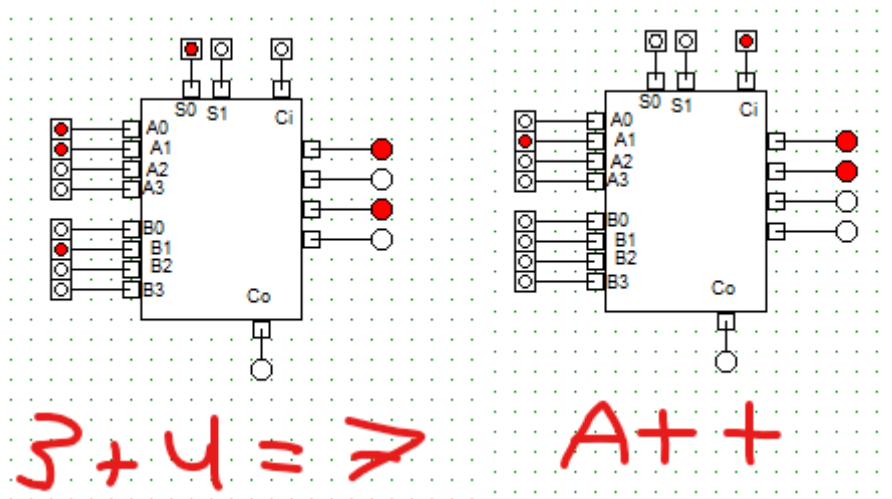 S0 S1 Ci
A0
A1
A2
A3
B0
B1
B2
B3
Co
3+4=7
S0 S1 Ci
A0
A1
A2
A3
B0
B1
B2
B3
Co
A++